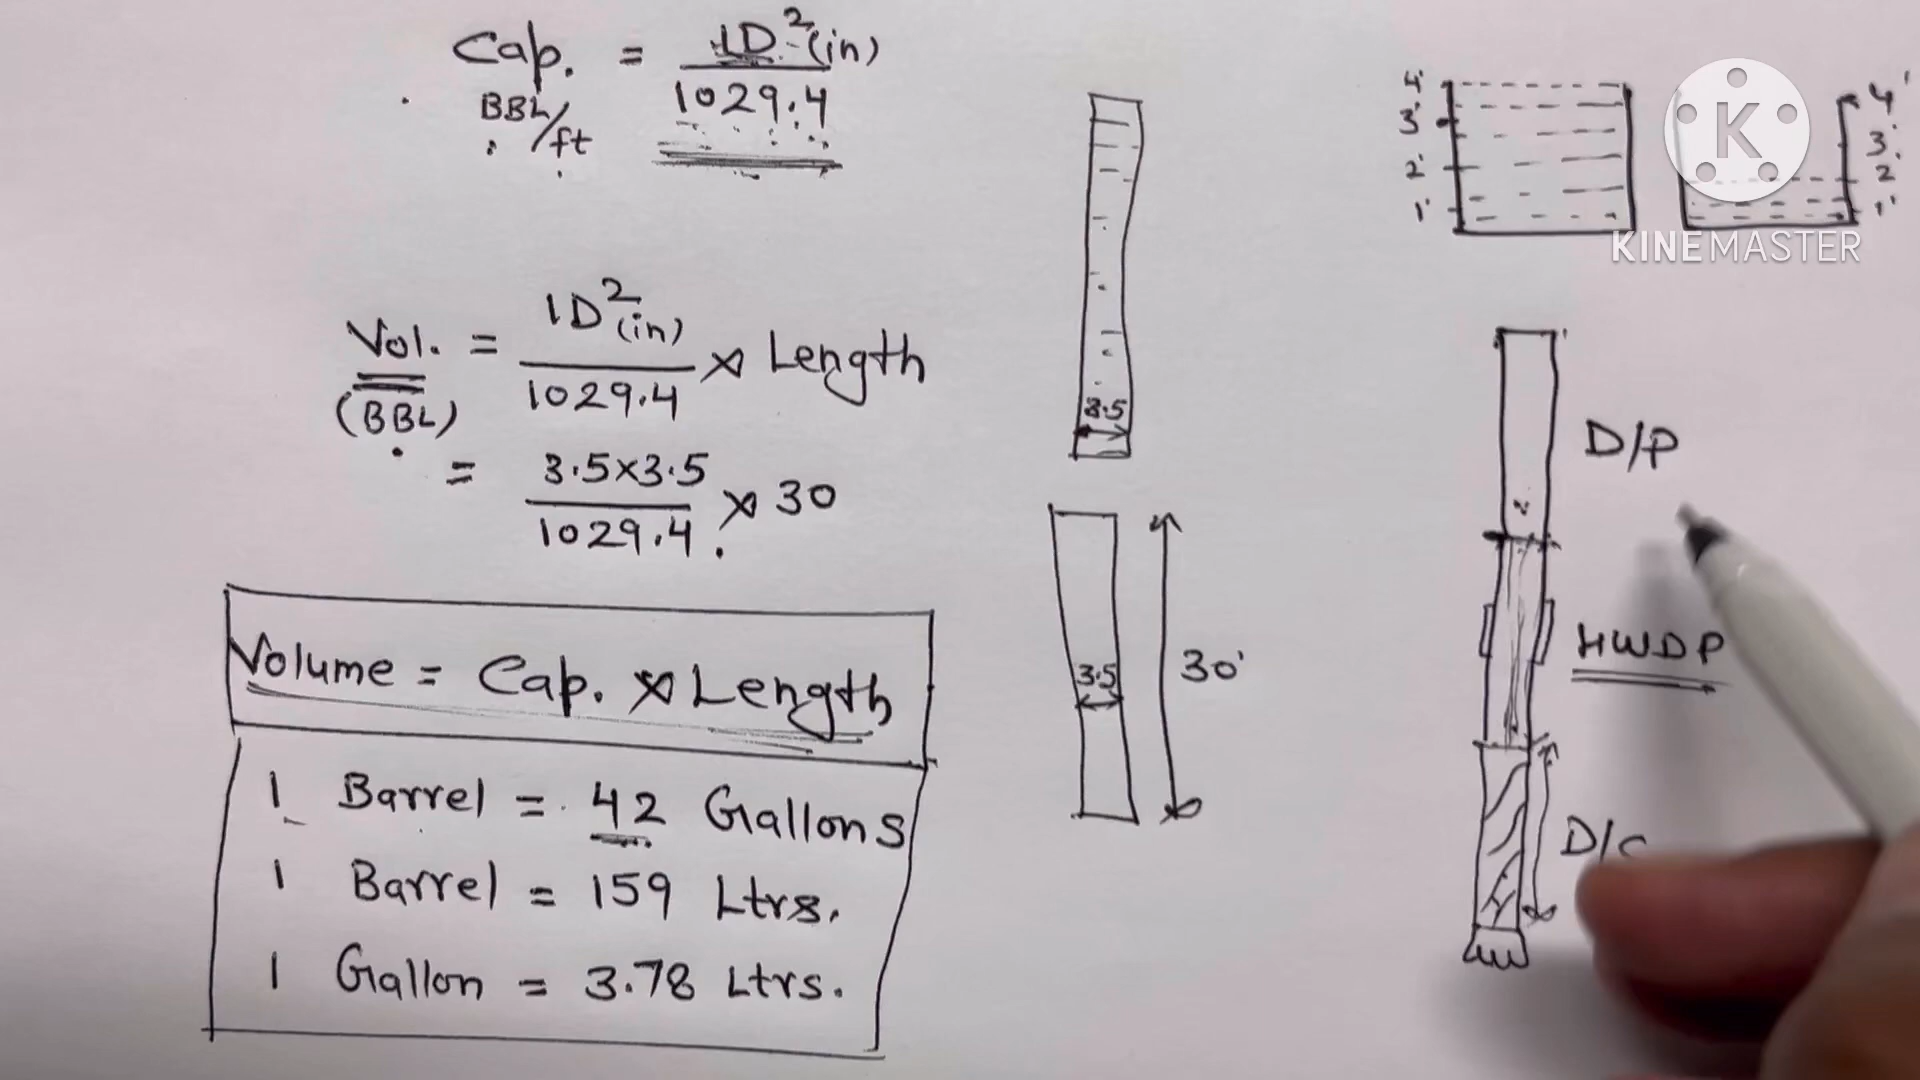 Cap. = ID²(in) / 1029.4
BBL/ft
Vol. = ID²(in) / 1029.4 × Length
(BBL)
= 3.5×3.5 / 1029.4 × 30
Volume = Cap. × Length
1 Barrel = 42 Gallons
1 Barrel = 159 Ltrs.
1 Gallon = 3.78 Ltrs.
3.5
3.5
30'
4'
3'
2'
1'
4'
3'
2'
1'
K
KINEMASTER
D/P
HWDP